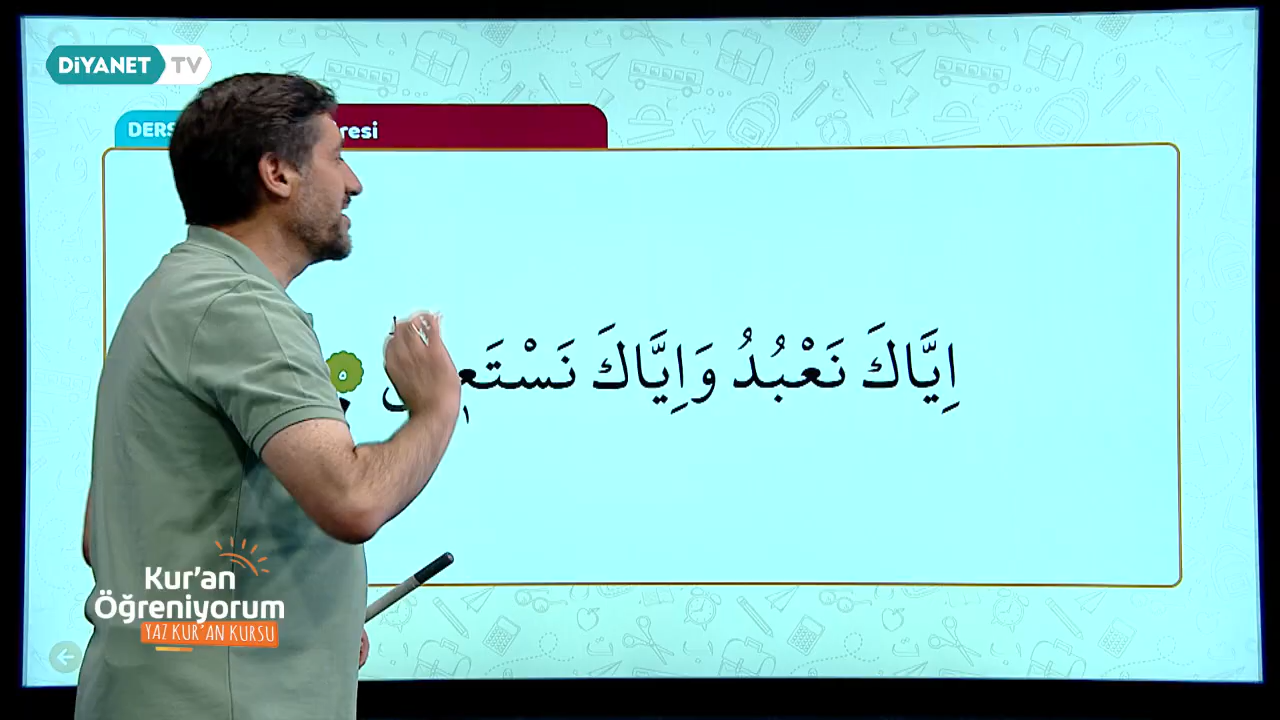 DİYANET TV
DERS resi
اِيَّاكَ نَعْبُدُ وَاِيَّاكَ ٥
Kur'an
Öğreniyorum
YAZ KUR'AN KURSU